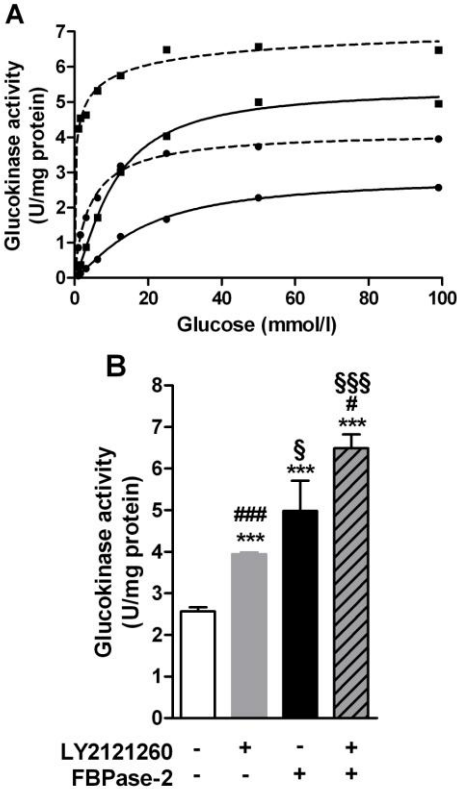 A
Glucokinase activity
(U/mg protein)
7
6
5
4
3
2
1
0
0 20 40 60 80 100
Glucose (mmol/l)
B
Glucokinase activity
(U/mg protein)
8
7
6
5
4
3
2
1
0
###
***
§
***
§§§
#
***
LY2121260 - + - +
FBPase-2 - - + +